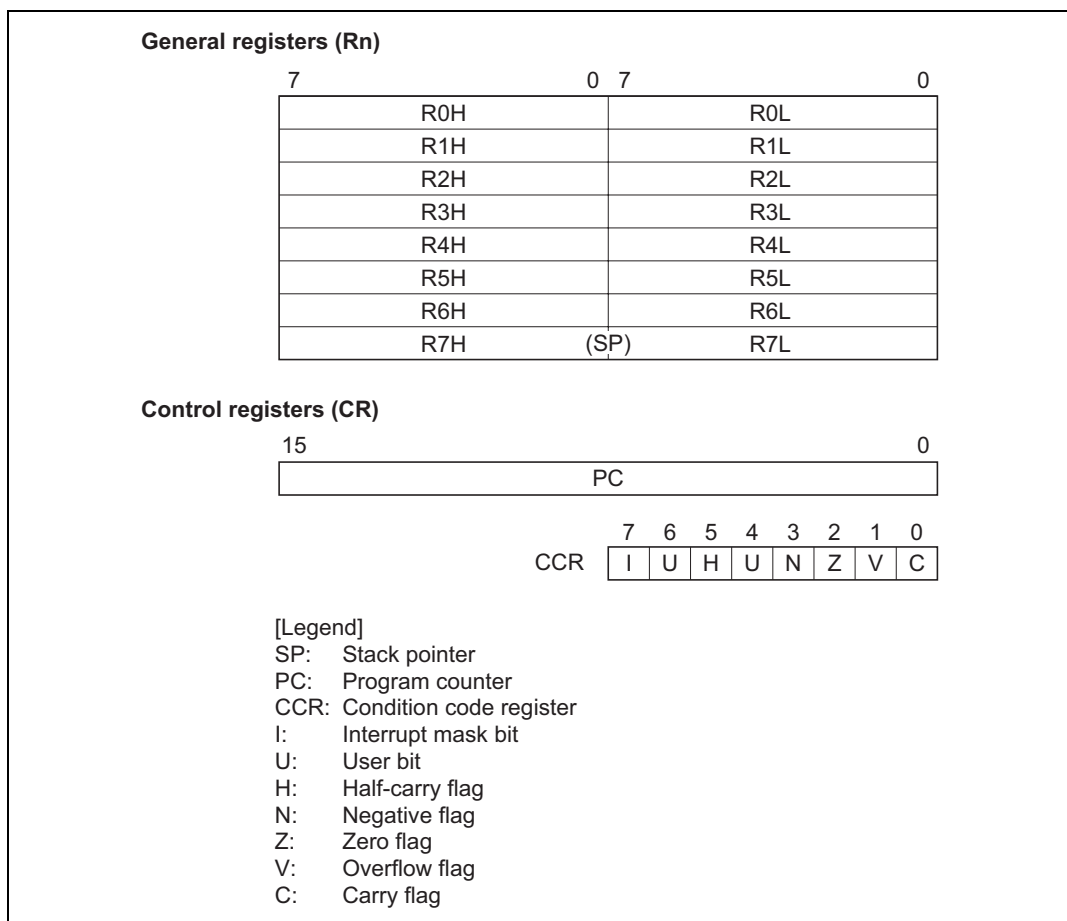 General registers (Rn)
7 0 7 0
R0H R0L
R1H R1L
R2H R2L
R3H R3L
R4H R4L
R5H R5L
R6H R6L
R7H (SP) R7L
Control registers (CR)
15 0
PC
7 6 5 4 3 2 1 0
CCR I U H U N Z V C
[Legend]
SP: Stack pointer
PC: Program counter
CCR: Condition code register
I: Interrupt mask bit
U: User bit
H: Half-carry flag
N: Negative flag
Z: Zero flag
V: Overflow flag
C: Carry flag